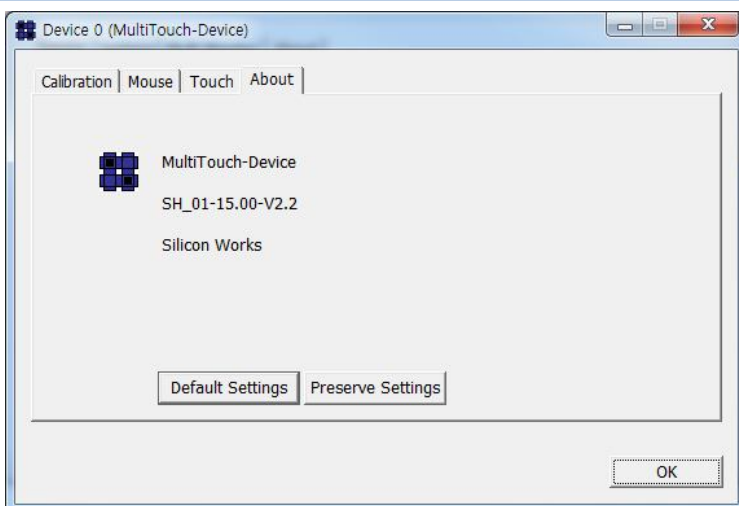 Device 0 (MultiTouch-Device)
Calibration Mouse Touch About
MultiTouch-Device
SH_01-15.00-V2.2
Silicon Works
Default Settings Preserve Settings
OK